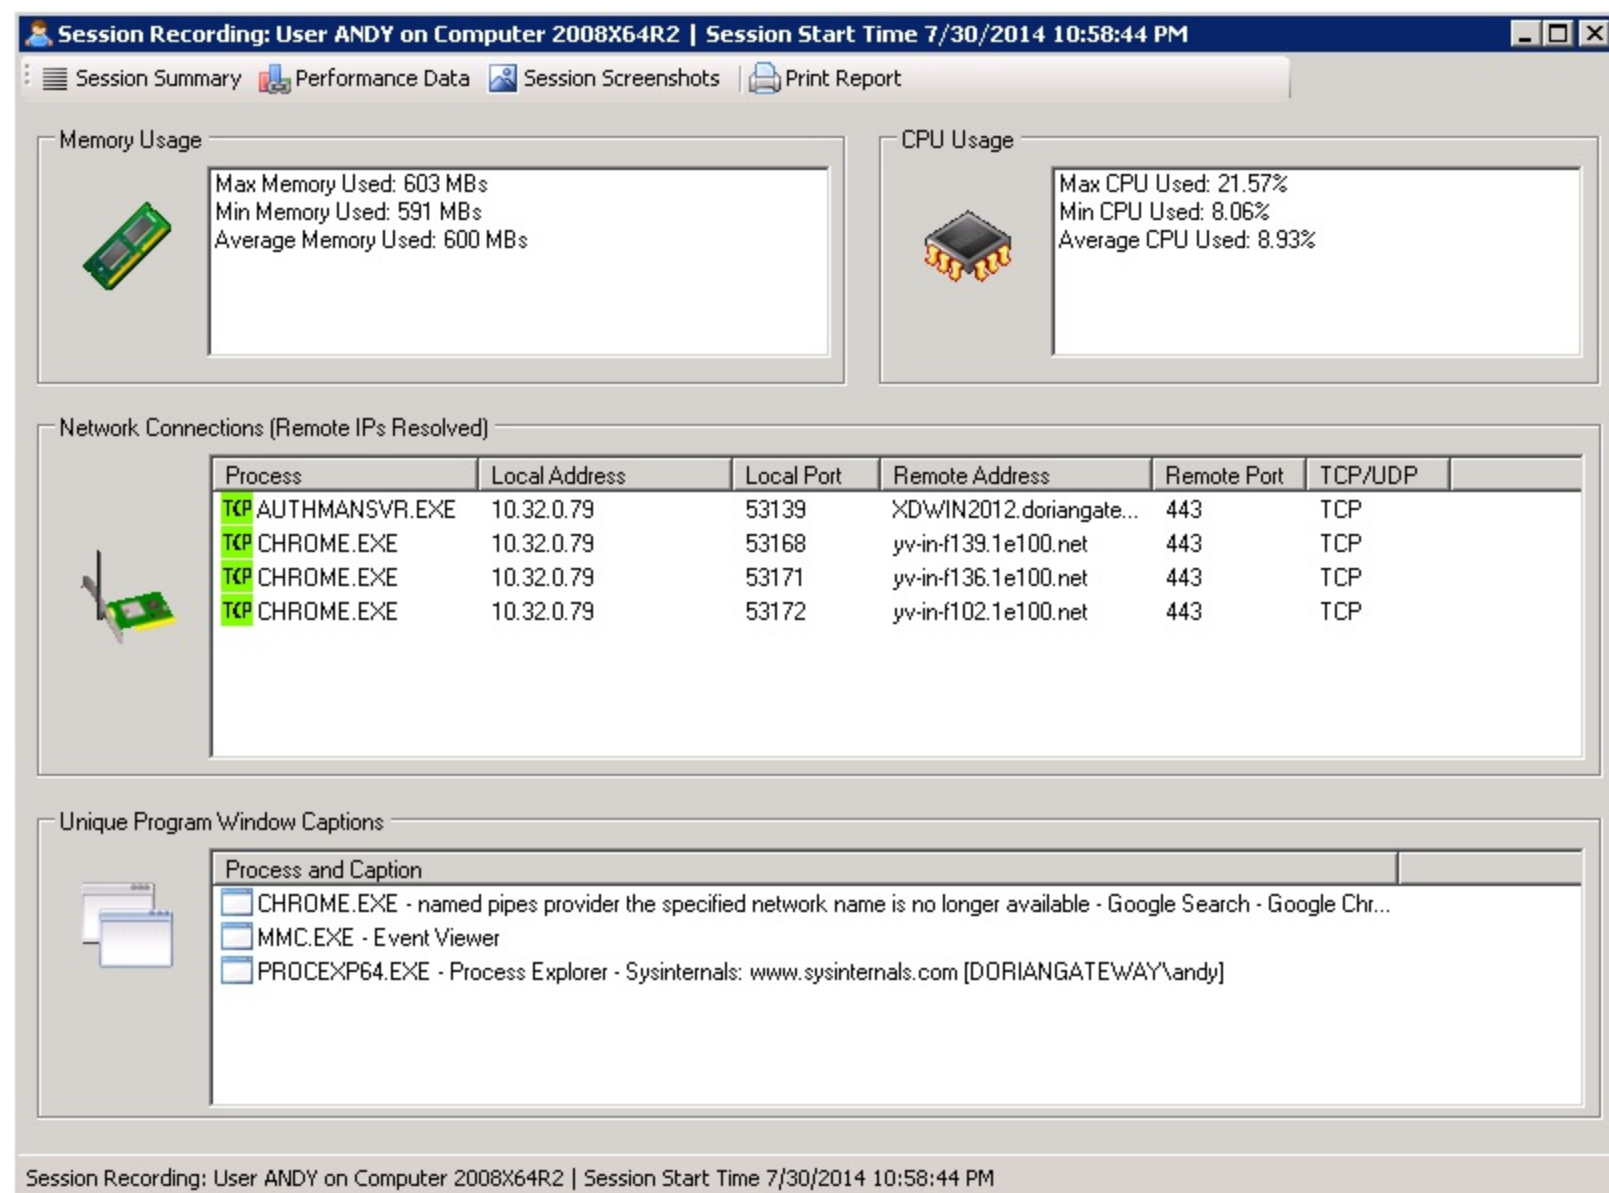 Session Recording: User ANDY on Computer 2008X64R2 | Session Start Time 7/30/2014 10:58:44 PM
Session Summary Performance Data Session Screenshots Print Report
Memory Usage
Max Memory Used: 603 MBs
Min Memory Used: 591 MBs
Average Memory Used: 600 MBs
CPU Usage
Max CPU Used: 21.57%
Min CPU Used: 8.06%
Average CPU Used: 8.93%
Network Connections (Remote IPs Resolved)
Process Local Address Local Port Remote Address Remote Port TCP/UDP
TCP AUTHMANSVR.EXE 10.32.0.79 53139 XDWIN2012.doriangate... 443 TCP
TCP CHROME.EXE 10.32.0.79 53168 yv-in-f139.1e100.net 443 TCP
TCP CHROME.EXE 10.32.0.79 53171 yv-in-f136.1e100.net 443 TCP
TCP CHROME.EXE 10.32.0.79 53172 yv-in-f102.1e100.net 443 TCP
Unique Program Window Captions
Process and Caption
CHROME.EXE - named pipes provider the specified network name is no longer available - Google Search - Google Chr...
MMC.EXE - Event Viewer
PROCEXP64.EXE - Process Explorer - Sysinternals: www.sysinternals.com [DORIANGATEWAY\andy]
Session Recording: User ANDY on Computer 2008X64R2 | Session Start Time 7/30/2014 10:58:44 PM